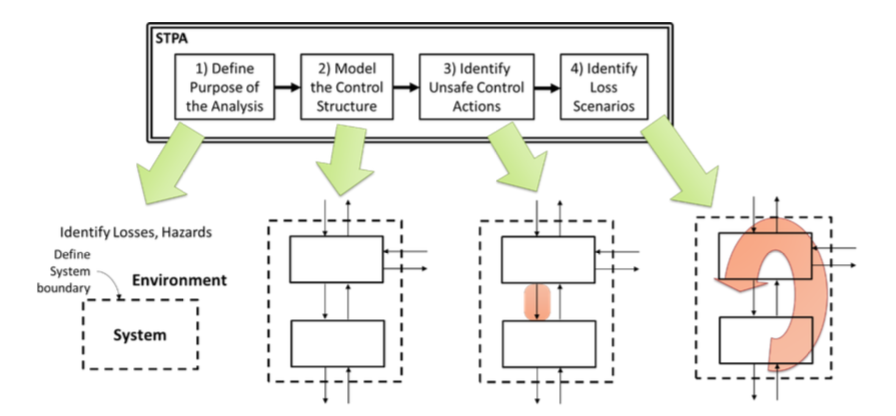 STPA
1) Define
Purpose of
the Analysis
2) Model
the Control
Structure
3) Identify
Unsafe Control
Actions
4) Identify
Loss
Scenarios
Identify Losses, Hazards
Define
System
boundary
Environment
System